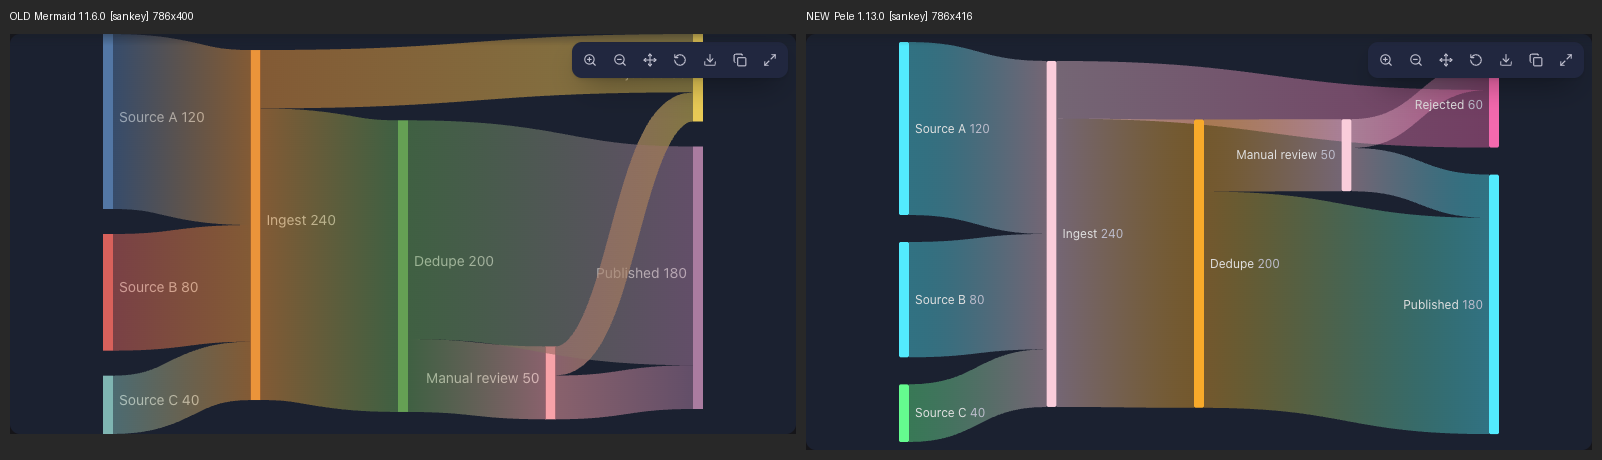 OLD Mermaid 11.6.0 [sankey] 786x400
Source A 120
Ingest 240
Dedupe 200
Published 180
Source B 80
Manual review 50
Source C 40
NEW Pele 1.13.0 [sankey] 786x416
Rejected 60
Source A 120
Manual review 50
Ingest 240
Dedupe 200
Source B 80
Published 180
Source C 40